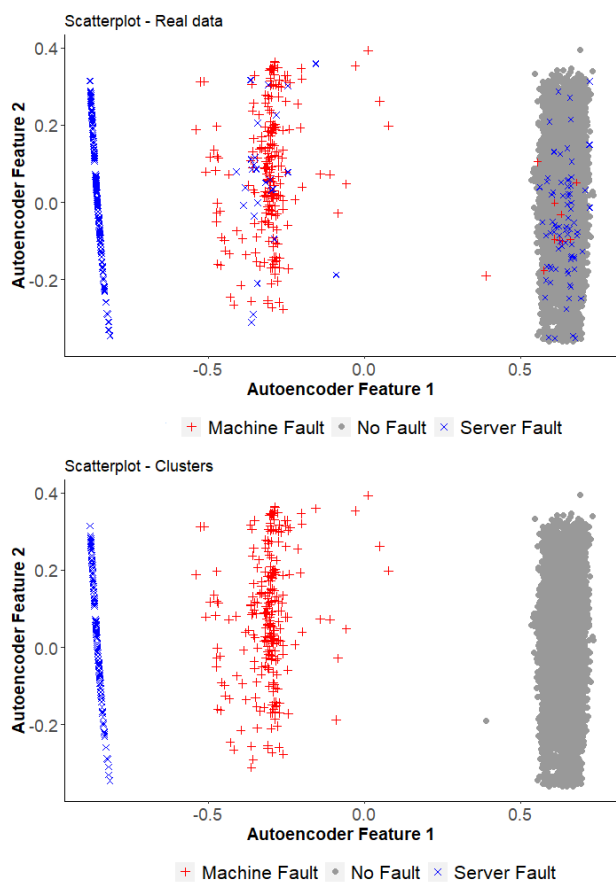 Scatterplot - Real data
0.4
0.2
0.0
-0.2
Autoencoder Feature 2
-0.5 0.0 0.5
Autoencoder Feature 1
Machine Fault No Fault Server Fault
Scatterplot - Clusters
0.4
0.2
0.0
-0.2
Autoencoder Feature 2
-0.5 0.0 0.5
Autoencoder Feature 1
Machine Fault No Fault Server Fault